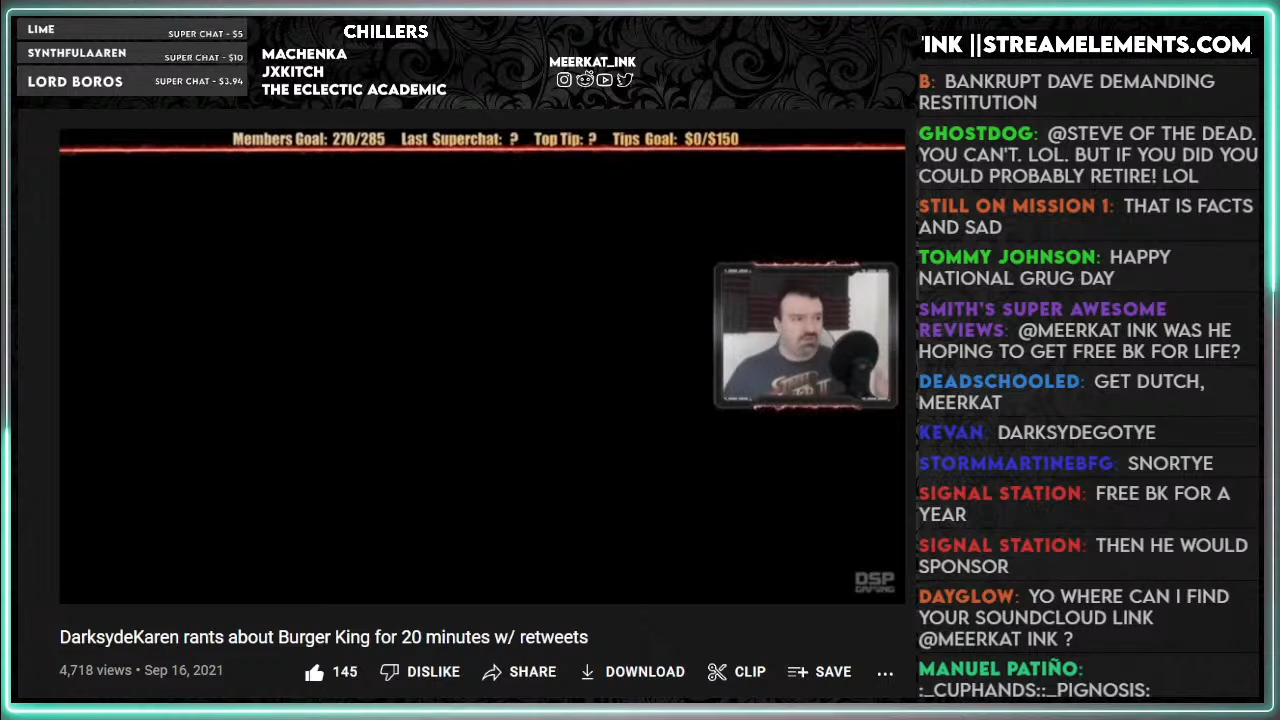 LIME SUPER CHAT - $5
SYNTHFULAAREN SUPER CHAT - $10
LORD BOROS SUPER CHAT - $3.94
CHILLERS
MACHENKA
JXKITCH
THE ECLECTIC ACADEMIC
MEERKAT_INK
'INK ||STREAMELEMENTS.COM
Members Goal: 270/285 Last Superchat: ? Top Tip: ? Tips Goal: $0/$150
DSP
GAMING
DarksydeKaren rants about Burger King for 20 minutes w/ retweets
4,718 views • Sep 16, 2021
145 DISLIKE SHARE DOWNLOAD CLIP SAVE ...
B: BANKRUPT DAVE DEMANDING
RESTITUTION
GHOSTDOG: @STEVE OF THE DEAD.
YOU CAN'T. LOL. BUT IF YOU DID YOU
COULD PROBABLY RETIRE! LOL
STILL ON MISSION 1: THAT IS FACTS
AND SAD
TOMMY JOHNSON: HAPPY
NATIONAL GRUG DAY
SMITH'S SUPER AWESOME
REVIEWS: @MEERKAT INK WAS HE
HOPING TO GET FREE BK FOR LIFE?
DEADSCHOOLED: GET DUTCH,
MEERKAT
KEVAN: DARKSYDEGOTYE
STORMMARTINEBFG: SNORTYE
SIGNAL STATION: FREE BK FOR A
YEAR
SIGNAL STATION: THEN HE WOULD
SPONSOR
DAYGLOW: YO WHERE CAN I FIND
YOUR SOUNDCLOUD LINK
@MEERKAT INK ?
MANUEL PATIÑO:
:_CUPHANDS::_PIGNOSIS: